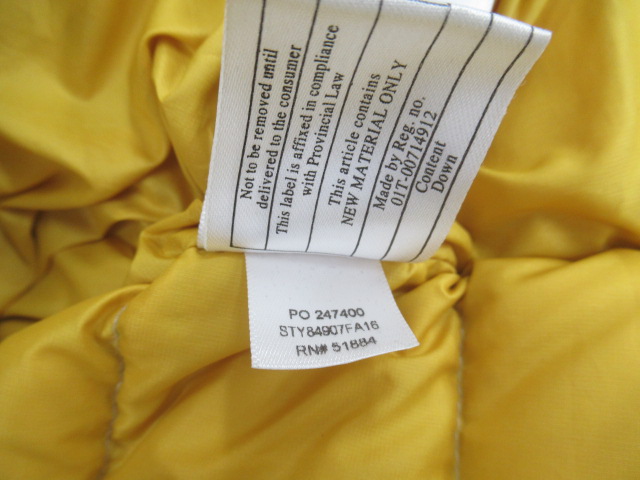 Not to be removed until
delivered to the consumer
This label is affixed in compliance
with Provincial Law
This article contains
NEW MATERIAL ONLY
Made by Reg. no.
01T-00714912
Content
Down
PO 247400
STY84907FA16
RN# 51884